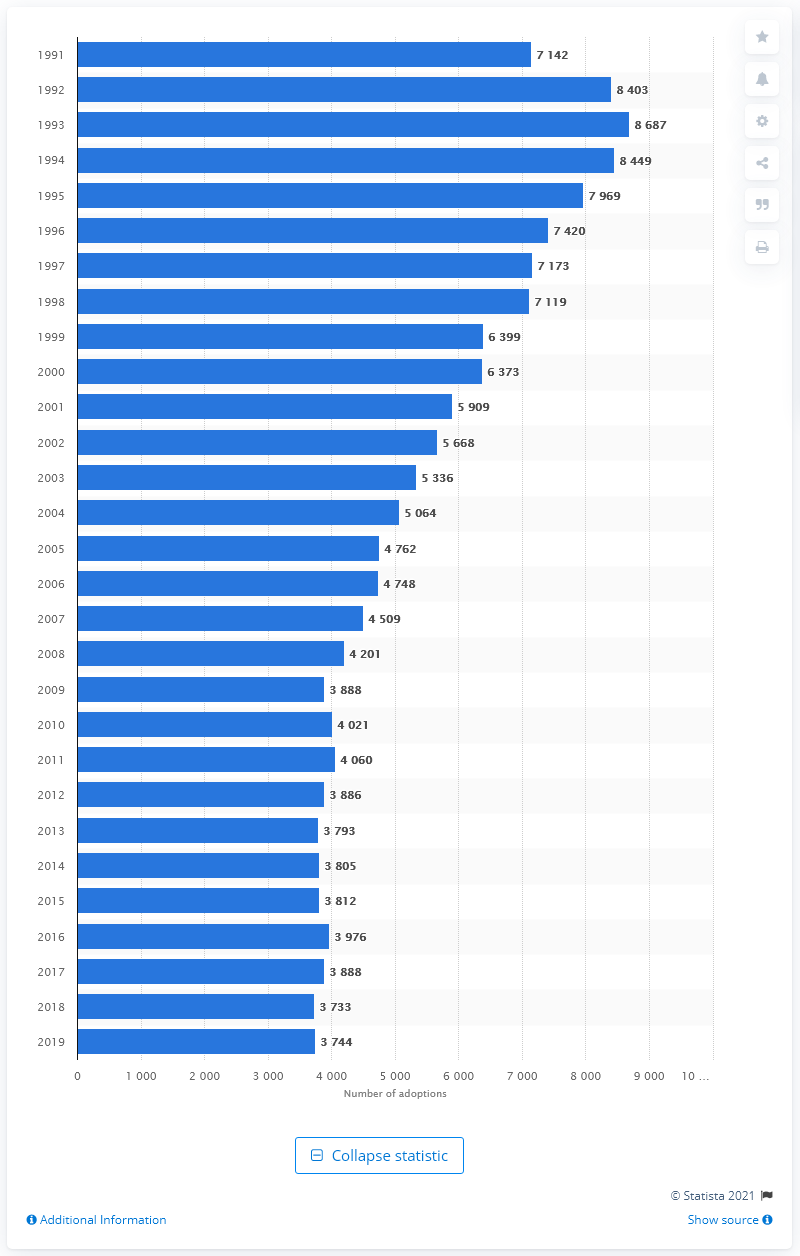 1991 7 142
1992 8 403
1993 8 687
1994 8 449
1995 7 969
1996 7 420
1997 7 173
1998 7 119
1999 6 399
2000 6 373
2001 5 909
2002 5 668
2003 5 336
2004 5 064
2005 4 762
2006 4 748
2007 4 509
2008 4 201
2009 3 888
2010 4 021
2011 4 060
2012 3 886
2013 3 793
2014 3 805
2015 3 812
2016 3 976
2017 3 888
2018 3 733
2019 3 744
0 1 000 2 000 3 000 4 000 5 000 6 000 7 000 8 000 9 000 10 ...
Number of adoptions
Collapse statistic
© Statista 2021
Additional Information Show source